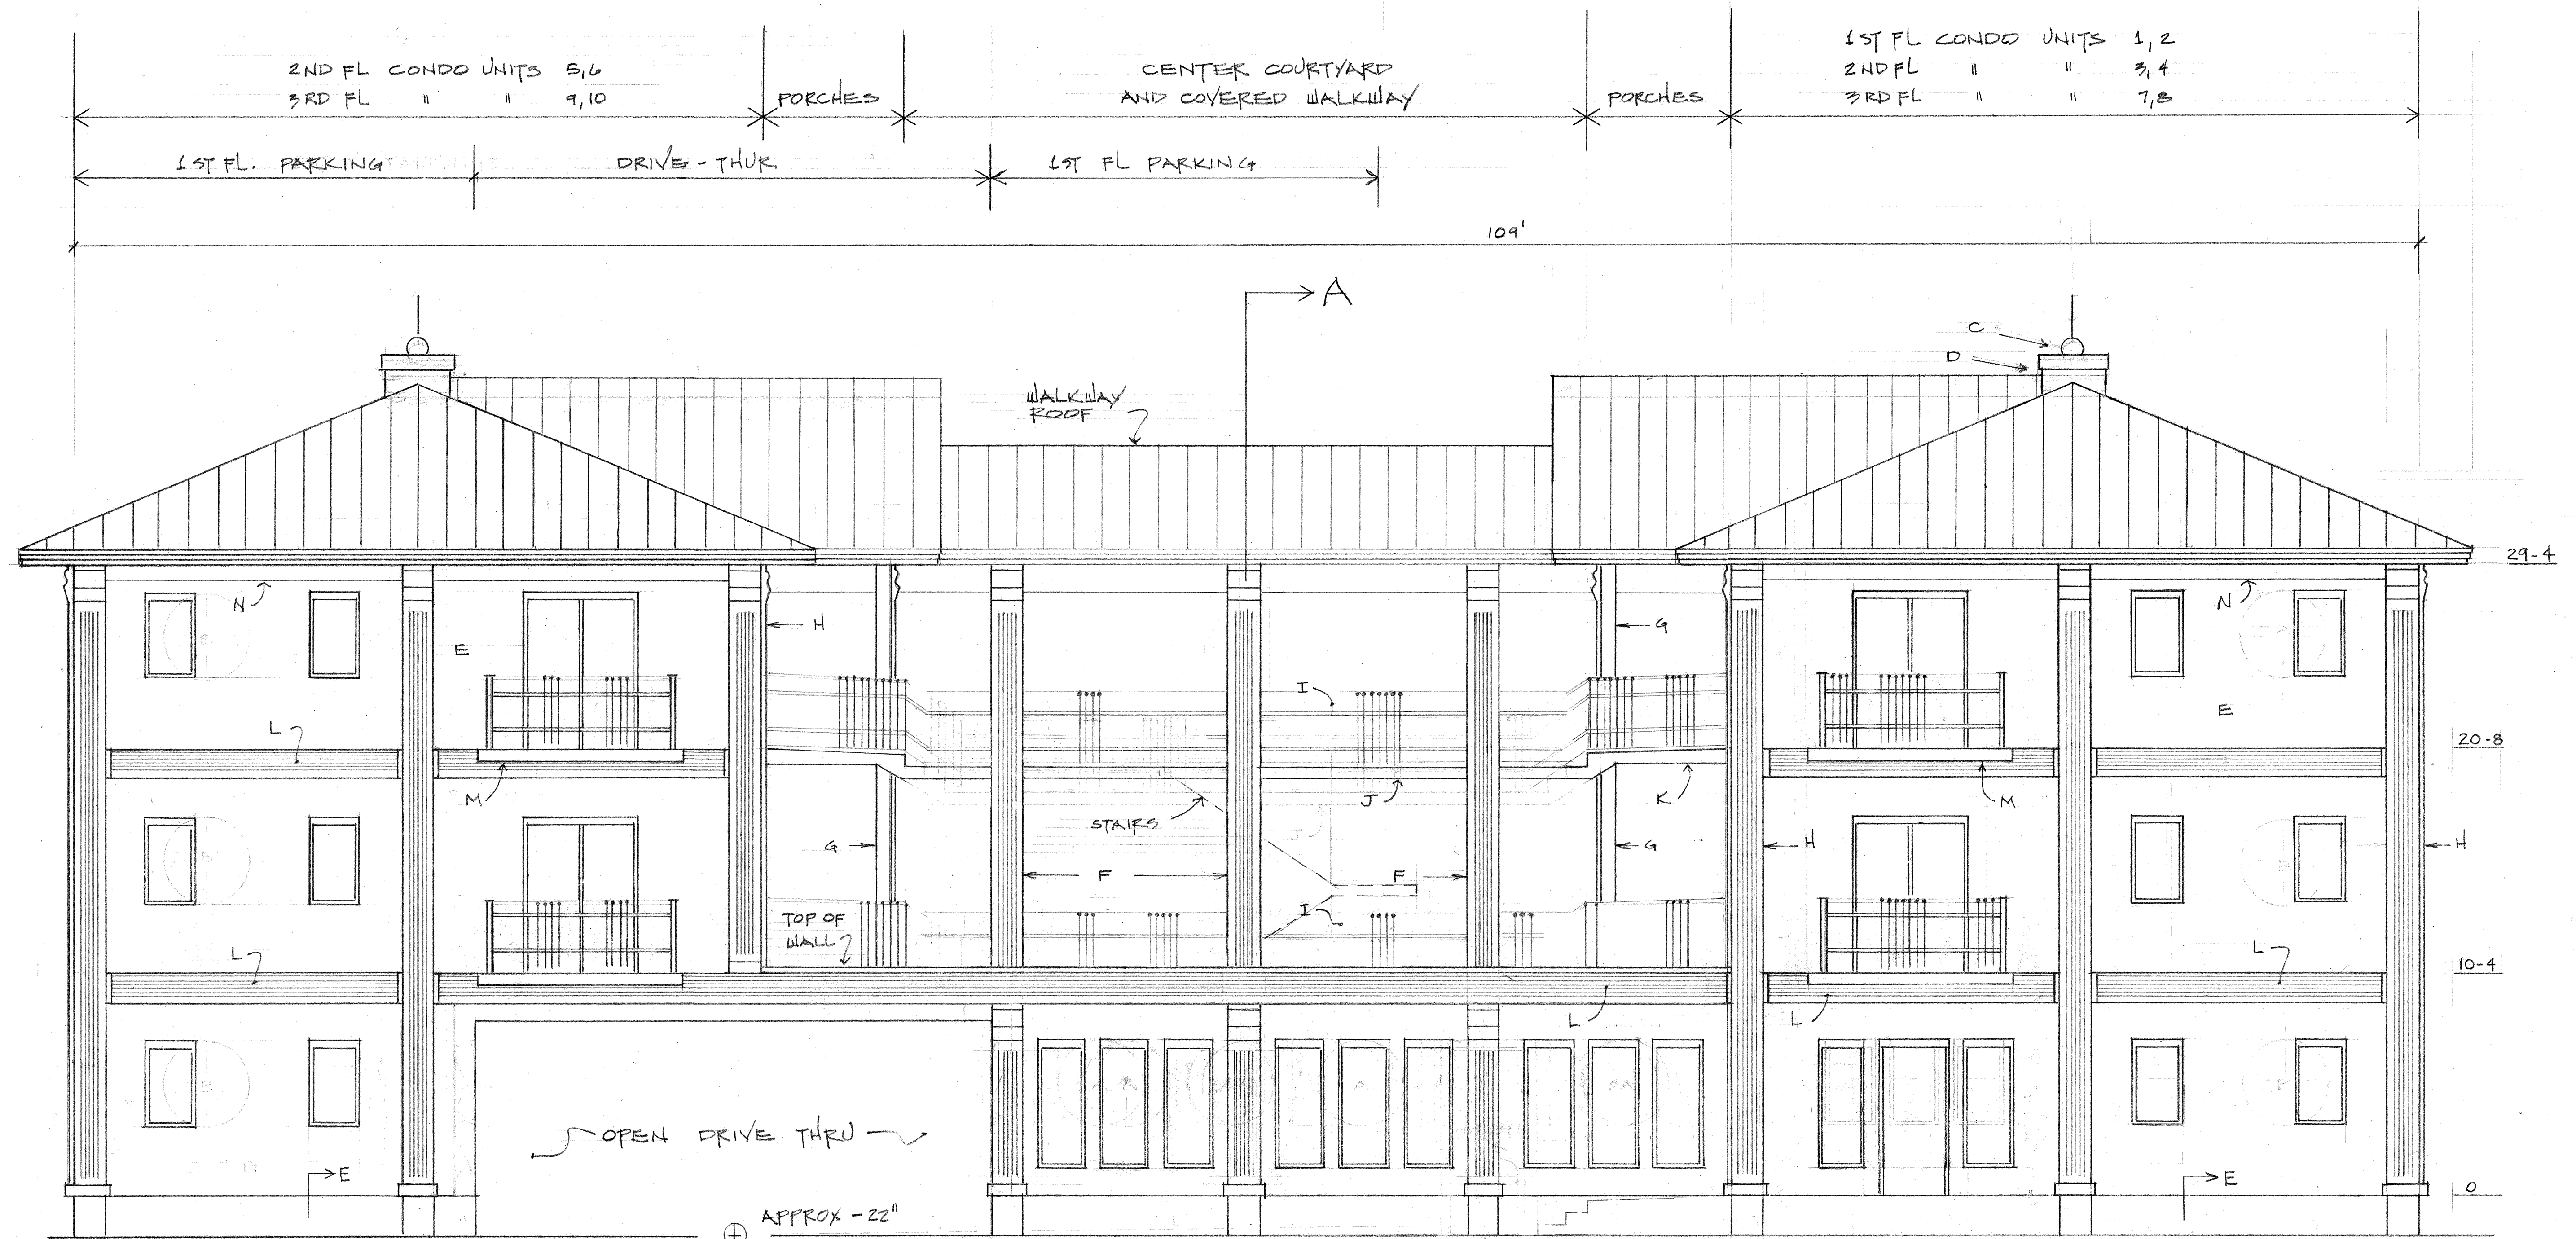 2ND FL CONDO UNITS 5,6
3RD FL " " 9,10
PORCHES
CENTER COURTYARD
AND COVERED WALKWAY
PORCHES
1ST FL CONDO UNITS 1,2
2ND FL " " 3,4
3RD FL " " 7,8
1ST FL. PARKING
DRIVE-THUR
1ST FL PARKING
109'
A
C
D
WALKWAY
ROOF
29-4
N
N
H
G
E
I
E
L
20-8
M
J
K
M
STAIRS
G
G
H
H
F
F
I
TOP OF
WALL
L
L
10-4
L
L
OPEN DRIVE THRU
E
E
0
APPROX -22"